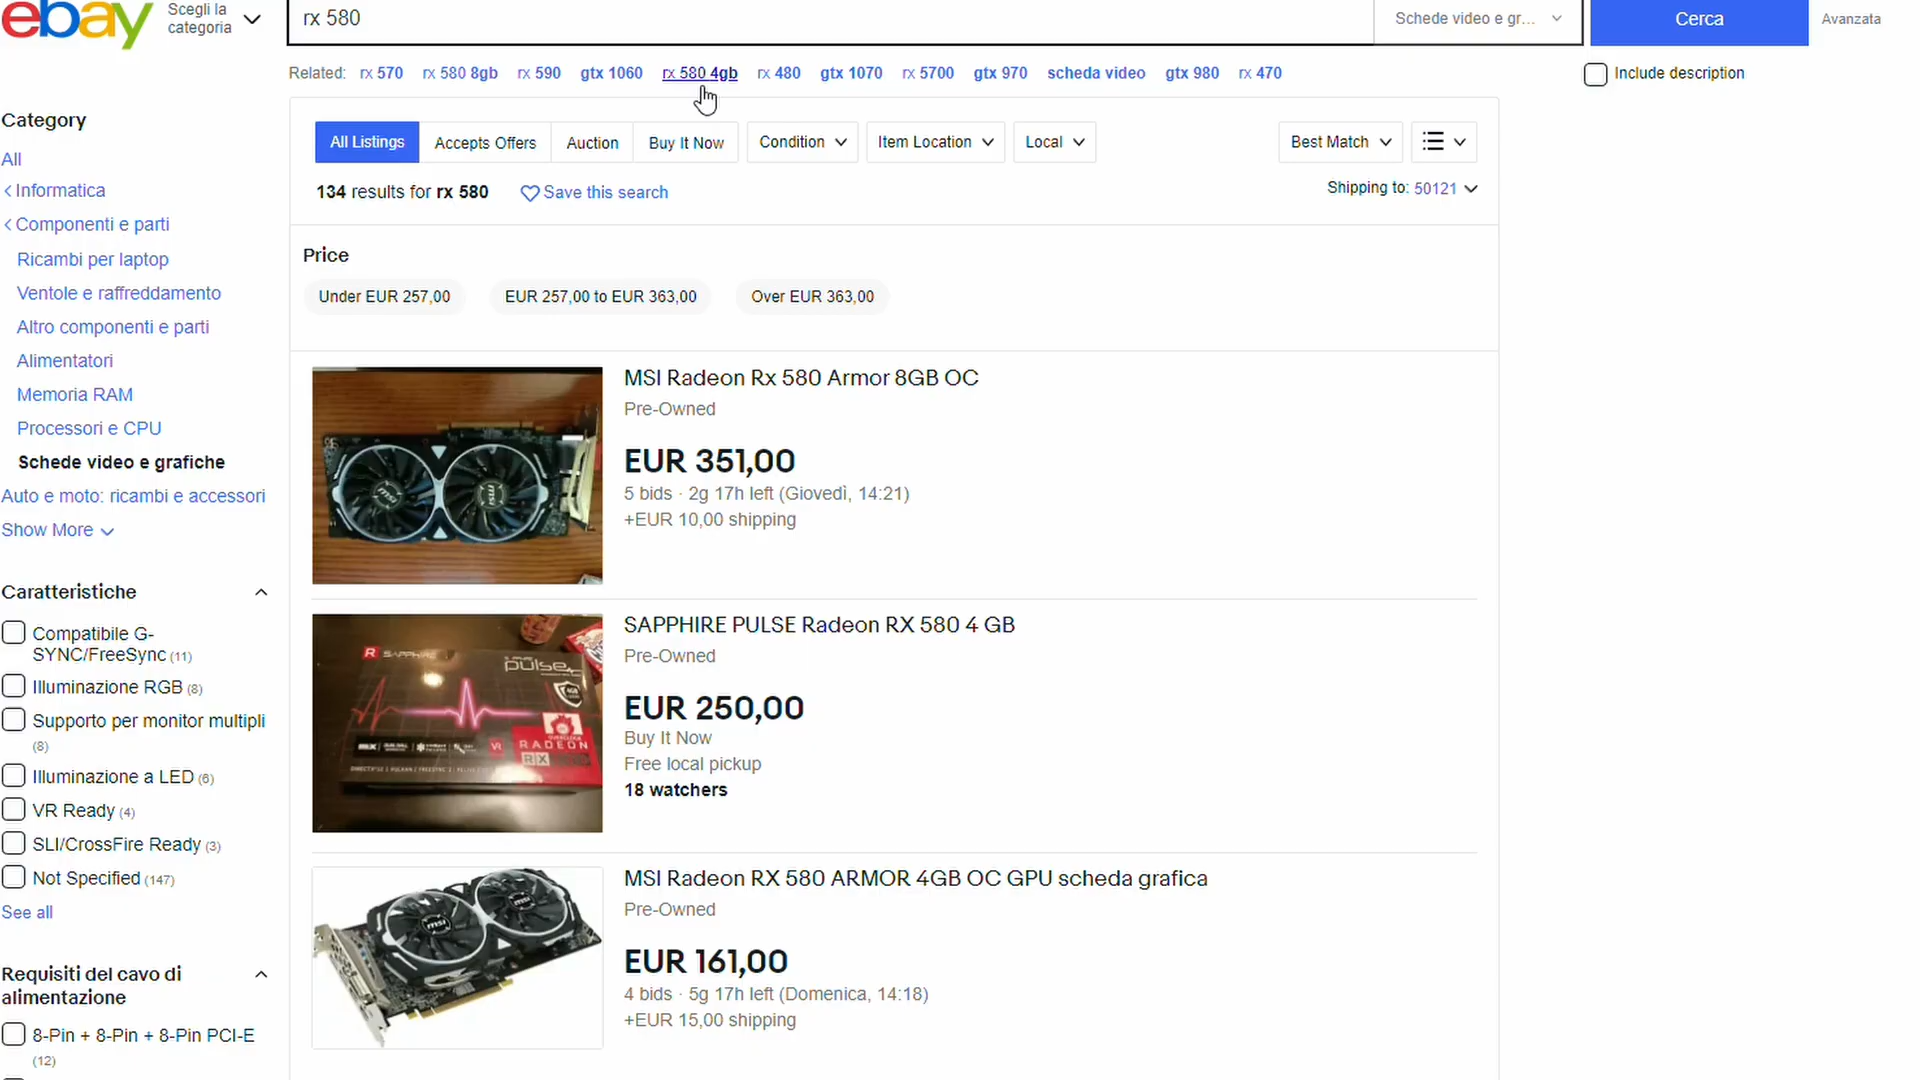 ebay
Scegli la
categoria
rx 580
Schede video e gr...
Cerca
Avanzata
Related: rx 570 rx 580 8gb rx 590 gtx 1060 rx 580 4gb rx 480 gtx 1070 rx 5700 gtx 970 scheda video gtx 980 rx 470
Include description
Category
All
Informatica
Componenti e parti
Ricambi per laptop
Ventole e raffreddamento
Altro componenti e parti
Alimentatori
Memoria RAM
Processori e CPU
Schede video e grafiche
Auto e moto: ricambi e accessori
Show More
Caratteristiche
Compatibile G-
SYNC/FreeSync (11)
Illuminazione RGB (8)
Supporto per monitor multipli
(8)
Illuminazione a LED (6)
VR Ready (4)
SLI/CrossFire Ready (3)
Not Specified (147)
See all
Requisiti del cavo di
alimentazione
8-Pin + 8-Pin + 8-Pin PCI-E
(12)
All Listings Accepts Offers Auction Buy It Now Condition Item Location Local Best Match
134 results for rx 580 Save this search
Shipping to: 50121
Price
Under EUR 257,00 EUR 257,00 to EUR 363,00 Over EUR 363,00
msi msi
MSI Radeon Rx 580 Armor 8GB OC
Pre-Owned
EUR 351,00
5 bids · 2g 17h left (Giovedì, 14:21)
+EUR 10,00 shipping
SAPPHIRE
pulse
RADEON
RX
SAPPHIRE PULSE Radeon RX 580 4 GB
Pre-Owned
EUR 250,00
Buy It Now
Free local pickup
18 watchers
msi msi
MSI Radeon RX 580 ARMOR 4GB OC GPU scheda grafica
Pre-Owned
EUR 161,00
4 bids · 5g 17h left (Domenica, 14:18)
+EUR 15,00 shipping